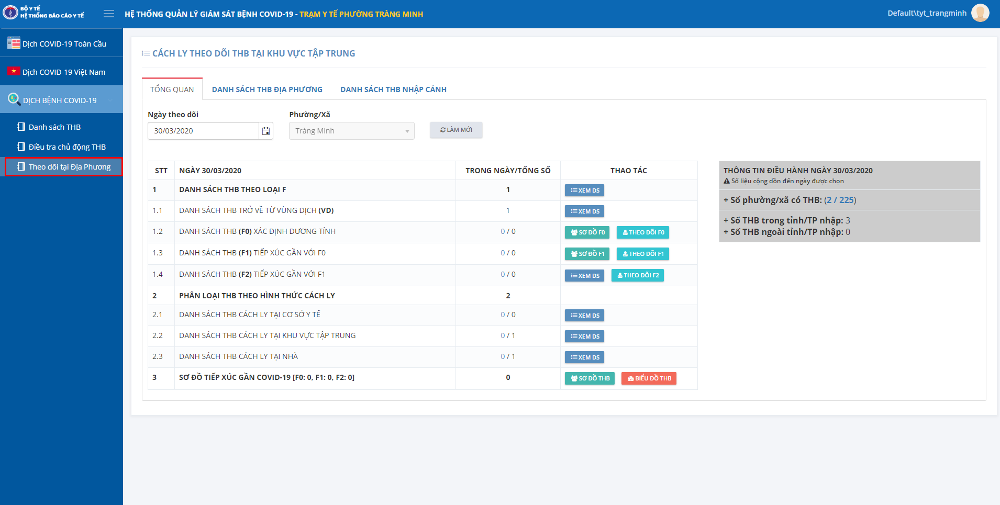 BỘ Y TẾ
HỆ THỐNG BÁO CÁO Y TẾ
HỆ THỐNG QUẢN LÝ GIÁM SÁT BỆNH COVID-19 - TRẠM Y TẾ PHƯỜNG TRÀNG MINH
Default\tyt_trangminh
Dịch COVID-19 Toàn Cầu
Dịch COVID-19 Việt Nam
DỊCH BỆNH COVID-19
Danh sách THB
Điều tra chủ động THB
Theo dõi tại Địa Phương
CÁCH LY THEO DÕI THB TẠI KHU VỰC TẬP TRUNG
TỔNG QUAN DANH SÁCH THB ĐỊA PHƯƠNG DANH SÁCH THB NHẬP CẢNH
Ngày theo dõi Phường/Xã
30/03/2020 Tràng Minh LÀM MỚI
STT NGÀY 30/03/2020 TRONG NGÀY/TỔNG SỐ THAO TÁC
1 DANH SÁCH THB THEO LOẠI F 1 XEM DS
1.1 DANH SÁCH THB TRỞ VỀ TỪ VÙNG DỊCH (VD) 1 XEM DS
1.2 DANH SÁCH THB (F0) XÁC ĐỊNH DƯƠNG TÍNH 0 / 0 SƠ ĐỒ F0 THEO DÕI F0
1.3 DANH SÁCH THB (F1) TIẾP XÚC GẦN VỚI F0 0 / 0 SƠ ĐỒ F1 THEO DÕI F1
1.4 DANH SÁCH THB (F2) TIẾP XÚC GẦN VỚI F1 0 / 0 XEM DS THEO DÕI F2
2 PHÂN LOẠI THB THEO HÌNH THỨC CÁCH LY 2
2.1 DANH SÁCH THB CÁCH LY TẠI CƠ SỞ Y TẾ 0 / 0 XEM DS
2.2 DANH SÁCH THB CÁCH LY TẠI KHU VỰC TẬP TRUNG 0 / 1 XEM DS
2.3 DANH SÁCH THB CÁCH LY TẠI NHÀ 0 / 1 XEM DS
3 SƠ ĐỒ TIẾP XÚC GẦN COVID-19 [F0: 0, F1: 0, F2: 0] 0 SƠ ĐỒ THB BIỂU ĐỒ THB
THÔNG TIN ĐIỀU HÀNH NGÀY 30/03/2020
Số liệu cộng dồn đến ngày được chọn
+ Số phường/xã có THB: (2 / 225)
+ Số THB trong tỉnh/TP nhập: 3
+ Số THB ngoài tỉnh/TP nhập: 0